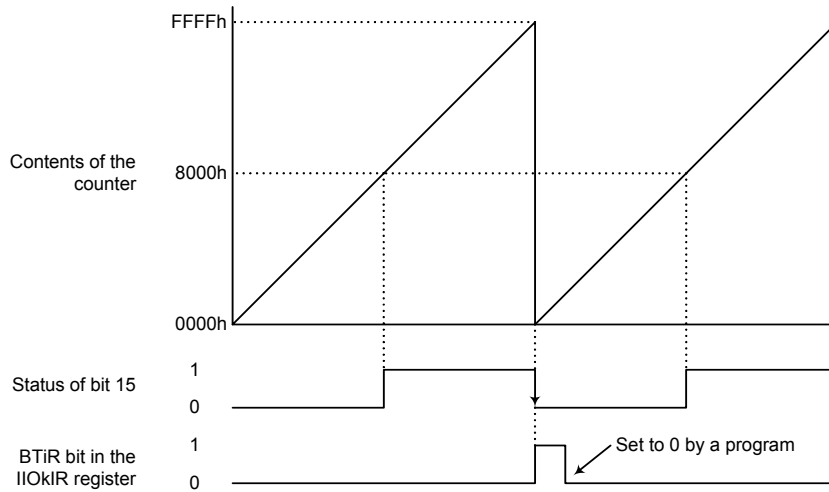 FFFFh
Contents of the
counter
8000h
0000h
Status of bit 15
1
0
BTiR bit in the
IIOkIR register
1
0
Set to 0 by a program